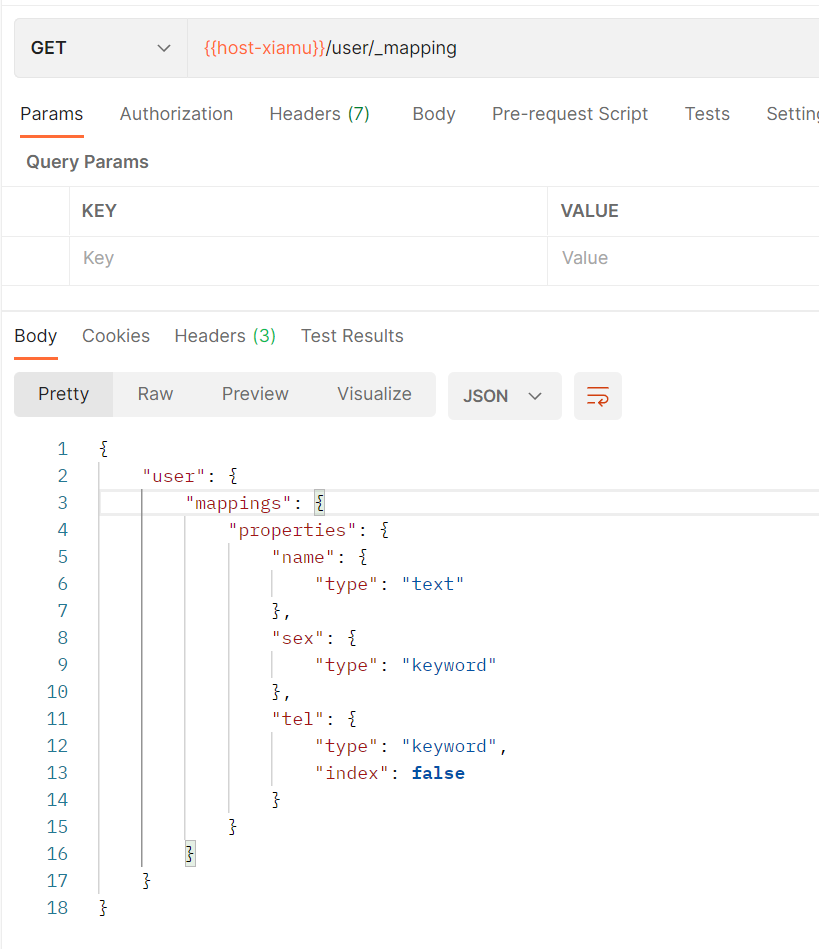 GET {{host-xiamu}}/user/_mapping
Params Authorization Headers (7) Body Pre-request Script Tests Setting
Query Params
KEY VALUE
Key Value
Body Cookies Headers (3) Test Results
Pretty Raw Preview Visualize JSON
1 {
2 "user": {
3 "mappings": {
4 "properties": {
5 "name": {
6 "type": "text"
7 },
8 "sex": {
9 "type": "keyword"
10 },
11 "tel": {
12 "type": "keyword",
13 "index": false
14 }
15 }
16 }
17 }
18 }